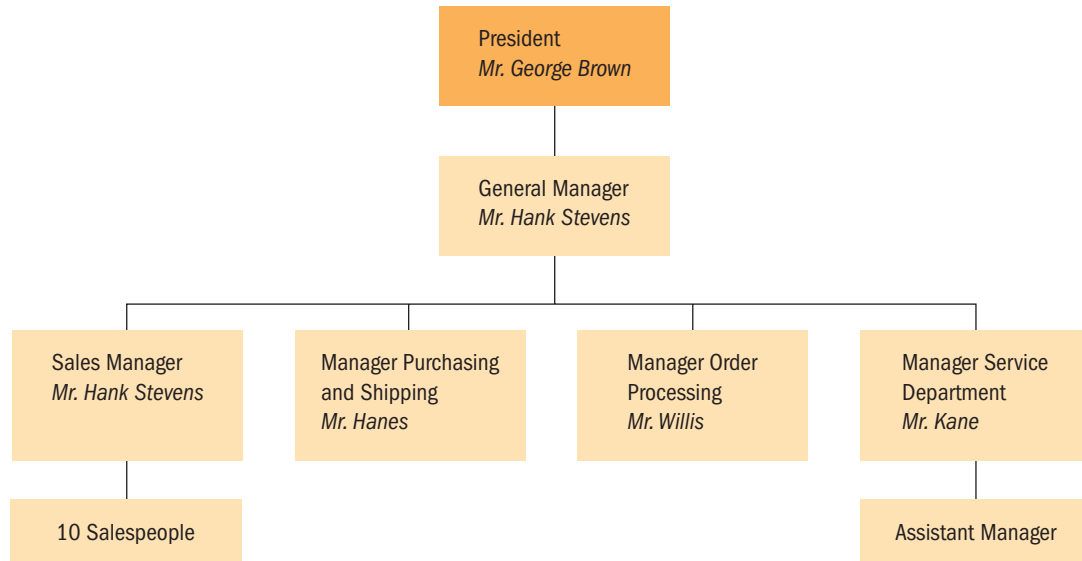 President
Mr. George Brown
General Manager
Mr. Hank Stevens
Sales Manager
Mr. Hank Stevens
Manager Purchasing
and Shipping
Mr. Hanes
Manager Order
Processing
Mr. Willis
Manager Service
Department
Mr. Kane
10 Salespeople
Assistant Manager